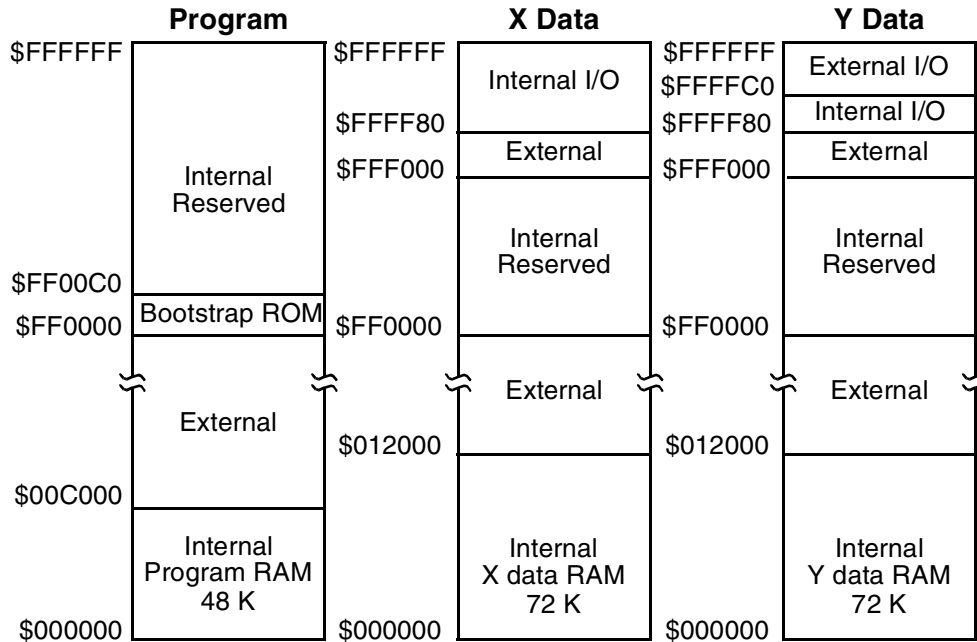 Program
X Data
Y Data
$FFFFFF
Internal
Reserved
$FF00C0
Bootstrap ROM
$FF0000
External
$00C000
Internal
Program RAM
48 K
$000000
$FFFFFF
Internal I/O
$FFFF80
External
$FFF000
Internal
Reserved
$FF0000
External
$012000
Internal
X data RAM
72 K
$000000
$FFFFFF
External I/O
$FFFFC0
Internal I/O
$FFFF80
External
$FFF000
Internal
Reserved
$FF0000
External
$012000
Internal
Y data RAM
72 K
$000000